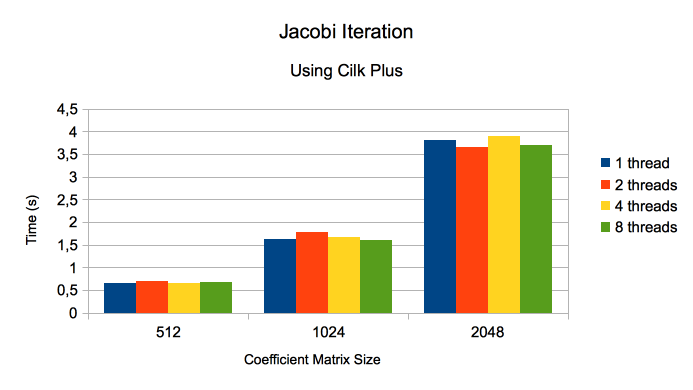 Jacobi Iteration
Using Cilk Plus
4,5
4
3,5
3
2,5
2
1,5
1
0,5
0
Time (s)
512
1024
2048
Coefficient Matrix Size
1 thread
2 threads
4 threads
8 threads